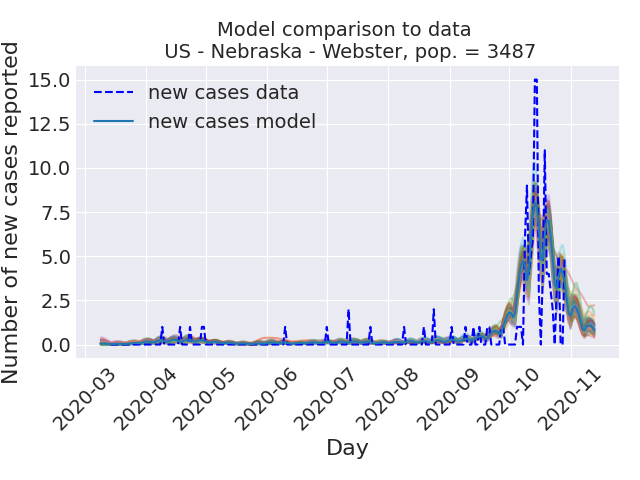 Model comparison to data
US - Nebraska - Webster, pop. = 3487
Number of new cases reported
15.0
12.5
10.0
7.5
5.0
2.5
0.0
new cases data
new cases model
2020-03
2020-04
2020-05
2020-06
2020-07
2020-08
2020-09
2020-10
2020-11
Day